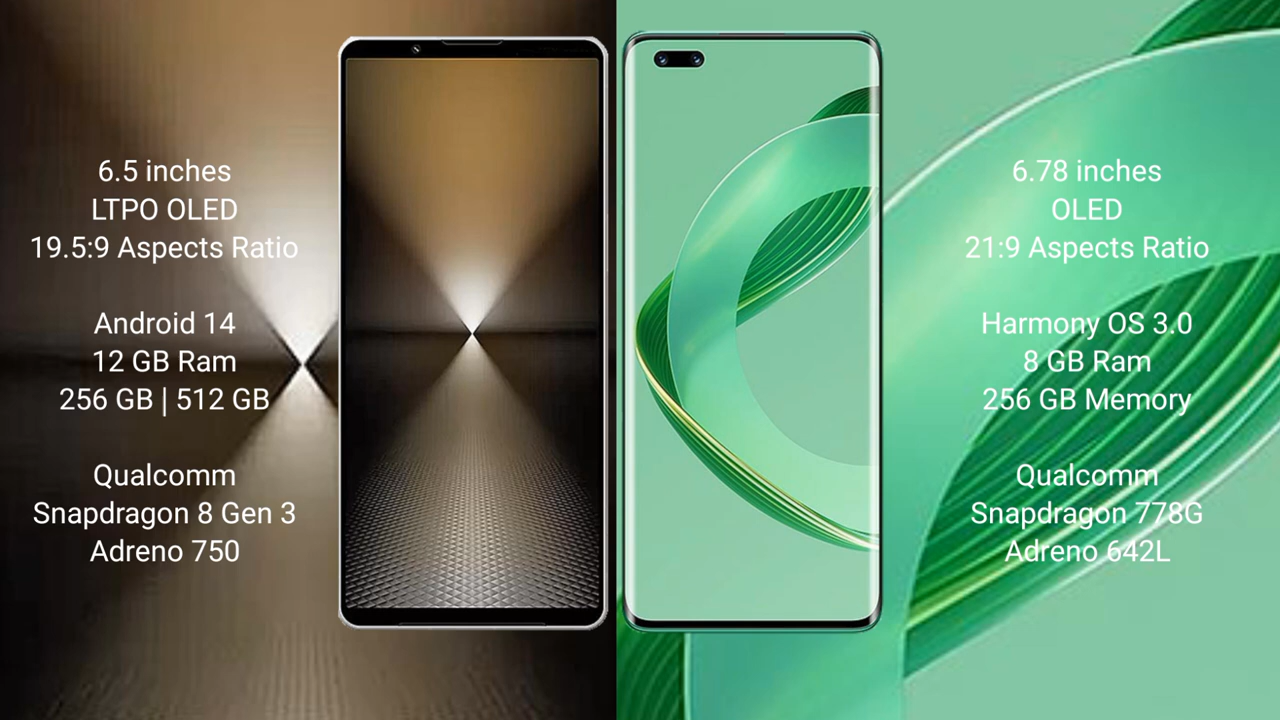 6.5 inches
LTPO OLED
19.5:9 Aspects Ratio
Android 14
12 GB Ram
256 GB | 512 GB
Qualcomm
Snapdragon 8 Gen 3
Adreno 750
6.78 inches
OLED
21:9 Aspects Ratio
Harmony OS 3.0
8 GB Ram
256 GB Memory
Qualcomm
Snapdragon 778G
Adreno 642L